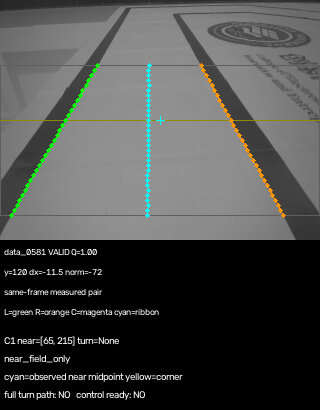 data_0581 VALID Q=1.00
y=120 dx=-11.5 norm=-72
same-frame measured pair
L=green R=orange C=magenta cyan=ribbon
C1 near=[65, 215] turn=None
near_field_only
cyan=observed near midpoint yellow=corner
full turn path: NO control ready: NO